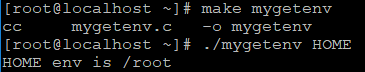 [root@localhost ~]# make mygetenv
cc     mygetenv.c   -o mygetenv
[root@localhost ~]# ./mygetenv HOME
HOME env is /root